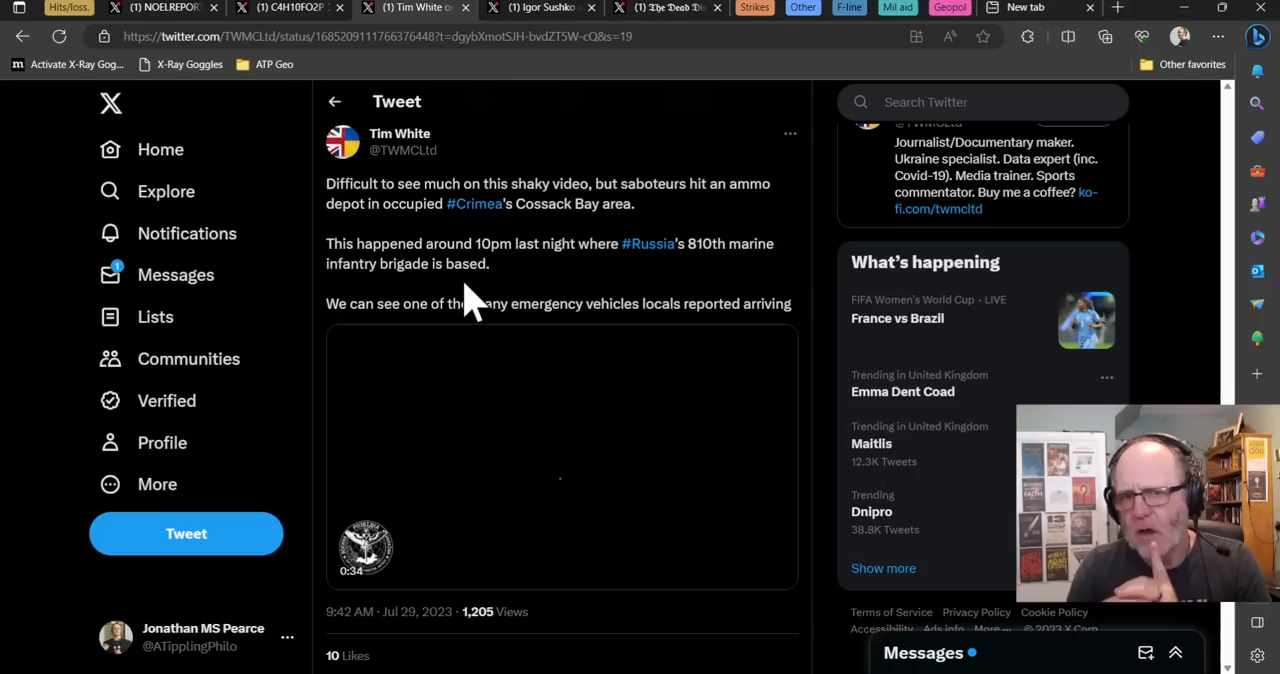 Hits/loss.
(1) NOELREPORT
(1) C4H10FO2P
(1) Tim White on
(1) Igor Sushko
Strikes
Other
F-line
Mil aid
Geopol
New tab
https://twitter.com/TWMCLtd/status/1685209111766376448?t=dgybXmotSJH-bvdZT5W-cQ&s=19
Activate X-Ray Gog...
X-Ray Goggles
ATP Geo
Other favorites
Home
Explore
Notifications
1
Messages
Lists
Communities
Verified
Profile
More
Tweet
Jonathan MS Pearce
@ATipplingPhilo
Tweet
Tim White
@TWMCLtd
Difficult to see much on this shaky video, but saboteurs hit an ammo
depot in occupied #Crimea's Cossack Bay area.
This happened around 10pm last night where #Russia's 810th marine
infantry brigade is based.
We can see one of the any emergency vehicles locals reported arriving
0:34
9:42 AM · Jul 29, 2023 · 1,205 Views
10 Likes
Search Twitter
@TWMCLtd
Journalist/Documentary maker.
Ukraine specialist. Data expert (inc.
Covid-19). Media trainer. Sports
commentator. Buy me a coffee? ko-
fi.com/twmcltd
What's happening
FIFA Women's World Cup · LIVE
France vs Brazil
Trending in United Kingdom
Emma Dent Coad
Trending in United Kingdom
Maitlis
12.3K Tweets
Trending
Dnipro
38.8K Tweets
Show more
Terms of Service Privacy Policy Cookie Policy
Accessibility Ads info More ... © 2023 X Corp.
Messages